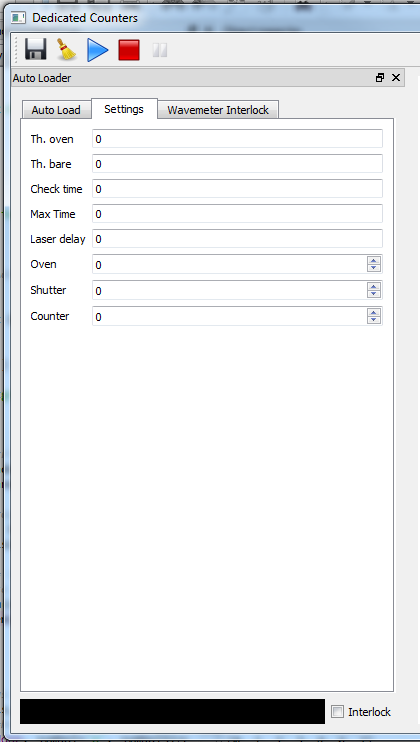 Dedicated Counters
Auto Loader
Auto Load Settings Wavemeter Interlock
Th. oven 0
Th. bare 0
Check time 0
Max Time 0
Laser delay 0
Oven 0
Shutter 0
Counter 0
Interlock